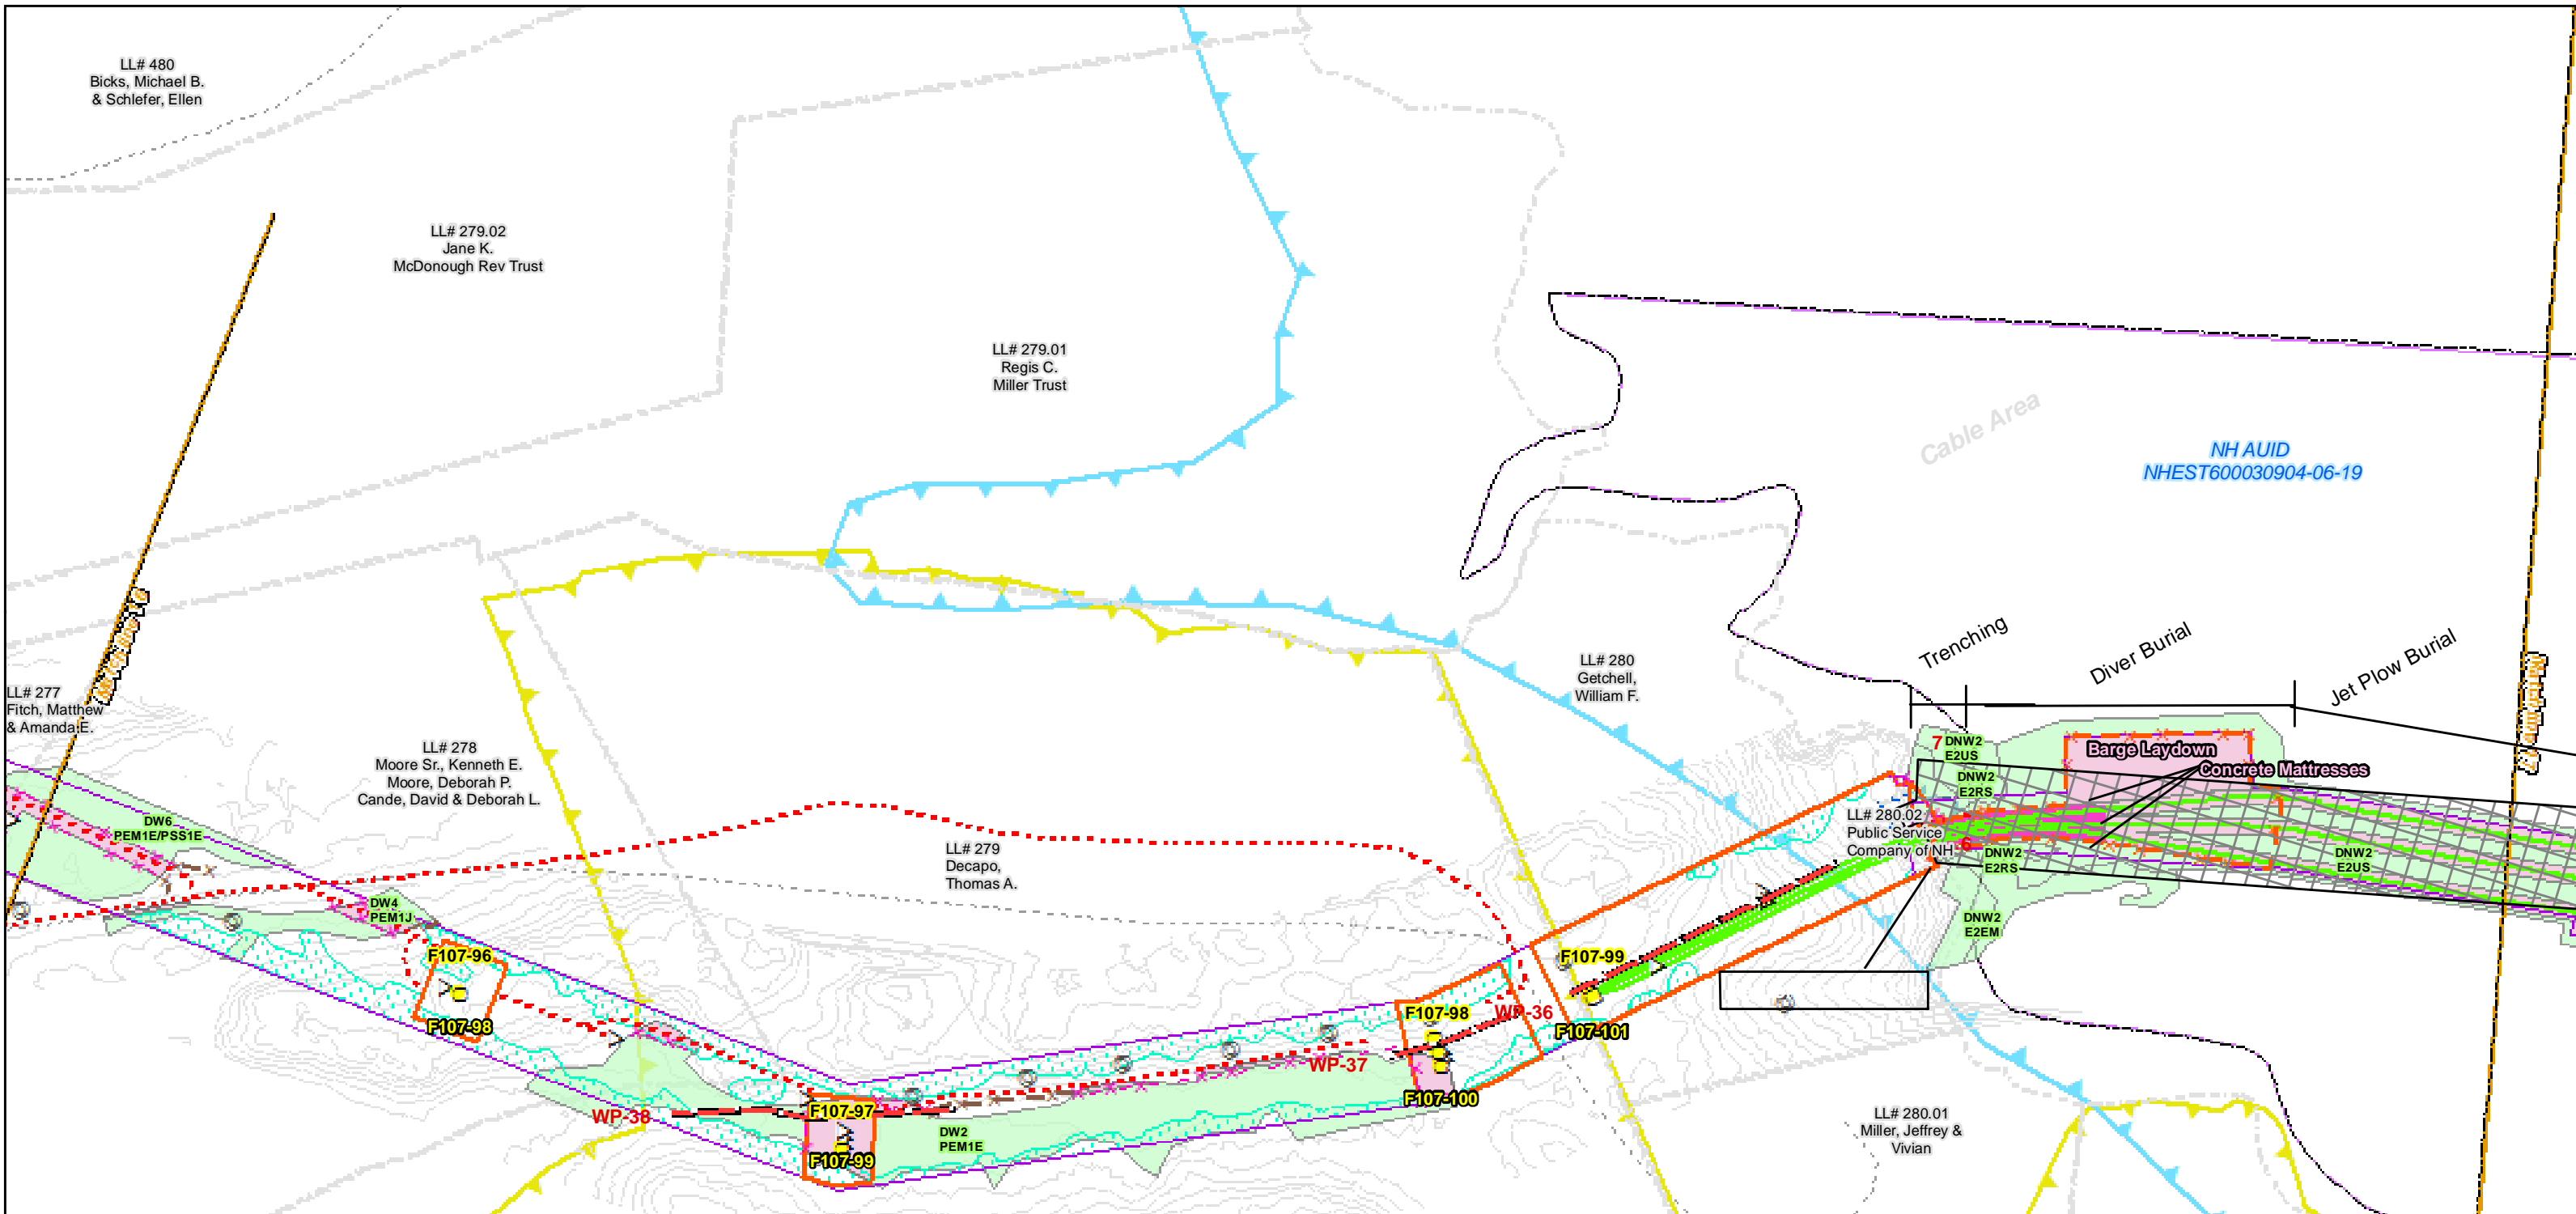 LL# 480
Bicks, Michael B.
& Schlefer, Ellen
LL# 279.02
Jane K.
McDonough Rev Trust
LL# 279.01
Regis C.
Miller Trust
Cable Area
NH AUID
NHEST600030904-06-19
LL# 277
Fitch, Matthew
& Amanda E.
LL# 278
Moore Sr., Kenneth E.
Moore, Deborah P.
Cande, David & Deborah L.
LL# 280
Getchell,
William F.
Trenching
Diver Burial
Jet Plow Burial
7
DNW2
E2US
Barge Laydown
Concrete Mattresses
DNW2
E2RS
LL# 280.02
Public Service
Company of NH
6
DNW2
E2RS
DNW2
E2US
DNW2
E2EM
DW6
PEM1E/PSS1E
LL# 279
Decapo,
Thomas A.
DW4
PEM1J
F107-96
F107-98
F107-99
F107-101
F107-98
WP-36
WP-37
F107-100
WP-38
F107-97
F107-99
DW2
PEM1E
LL# 280.01
Miller, Jeffrey &
Vivian